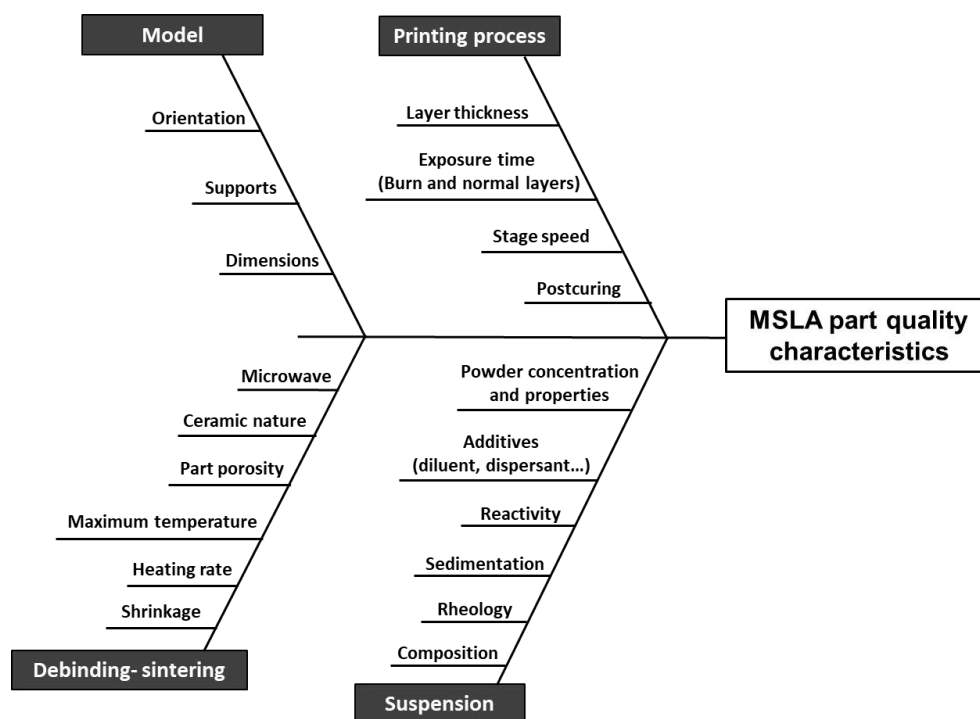 Model
Printing process
Orientation
Supports
Dimensions
Layer thickness
Exposure time
(Burn and normal layers)
Stage speed
Postcuring
MSLA part quality
characteristics
Microwave
Ceramic nature
Part porosity
Maximum temperature
Heating rate
Shrinkage
Debinding- sintering
Powder concentration
and properties
Additives
(diluent, dispersant...)
Reactivity
Sedimentation
Rheology
Composition
Suspension